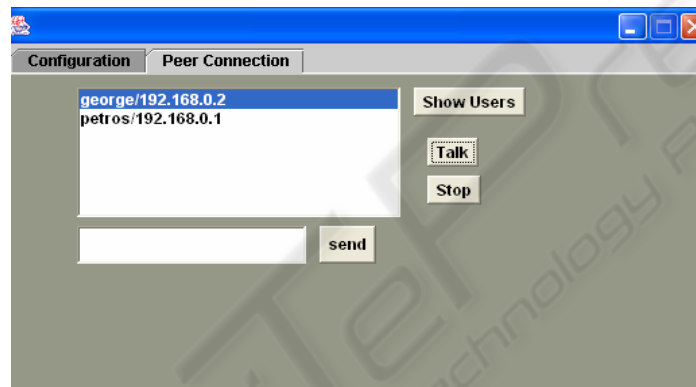 Configuration Peer Connection
george/192.168.0.2
petros/192.168.0.1
Show Users
Talk
Stop
send